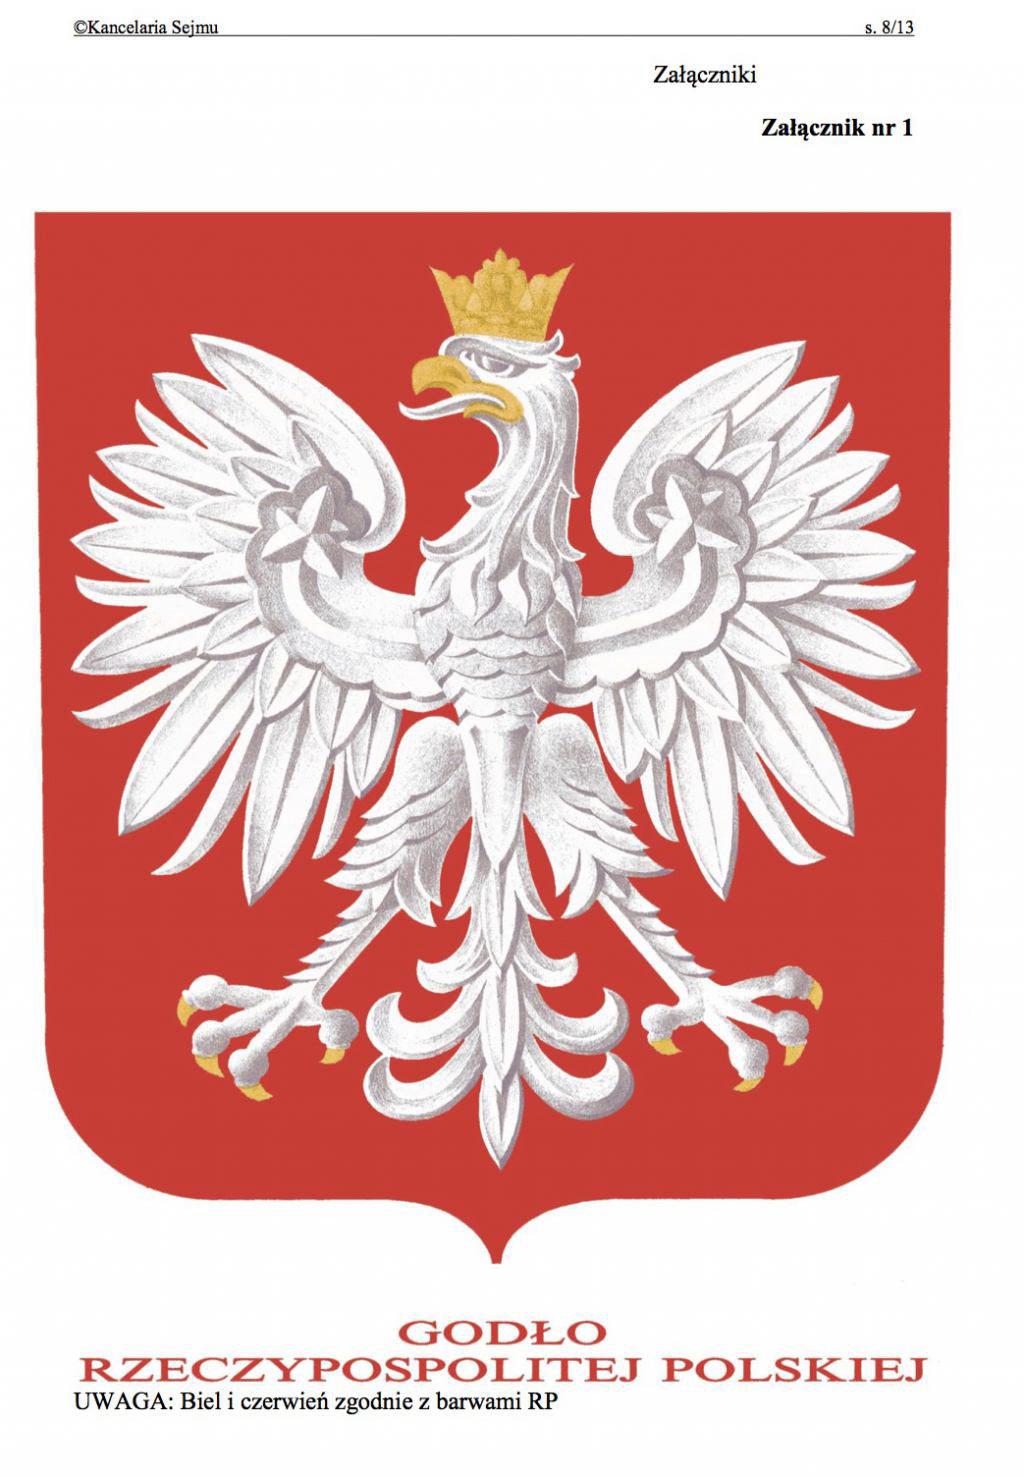 ©Kancelaria Sejmu s. 8/13
Załączniki
Załącznik nr 1
GODŁO
RZECZYPOSPOLITEJ POLSKIEJ
UWAGA: Biel i czerwień zgodnie z barwami RP